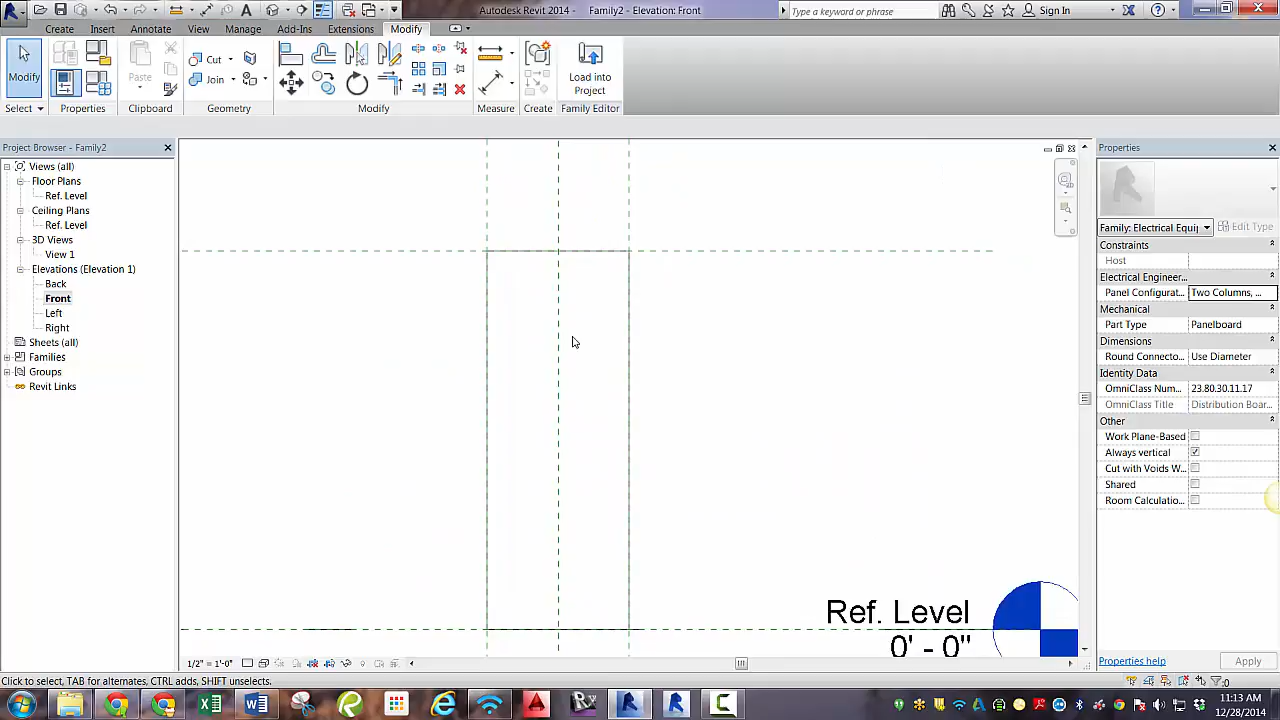 Autodesk Revit 2014 - Family2 - Elevation: Front
Type a keyword or phrase
Sign In
Create Insert Annotate View Manage Add-Ins Extensions Modify
Modify
Paste
Cut
Join
Load into
Project
Select Properties Clipboard Geometry Modify Measure Create Family Editor
Project Browser - Family2
Views (all)
Floor Plans
Ref. Level
Ceiling Plans
Ref. Level
3D Views
View 1
Elevations (Elevation 1)
Back
Front
Left
Right
Sheets (all)
Families
Groups
Revit Links
Ref. Level
0' - 0"
Properties
Family: Electrical Equip
Edit Type
Constraints
Host
Electrical Engineer...
Panel Configurat... Two Columns, ...
Mechanical
Part Type Panelboard
Dimensions
Round Connecto... Use Diameter
Identity Data
OmniClass Num... 23.80.30.11.17
OmniClass Title Distribution Boar...
Other
Work Plane-Based
Always vertical
Cut with Voids W...
Shared
Room Calculatio...
Properties help
Apply
1/2" = 1'-0"
Click to select, TAB for alternates, CTRL adds, SHIFT unselects.
:0
11:13 AM
12/28/2014